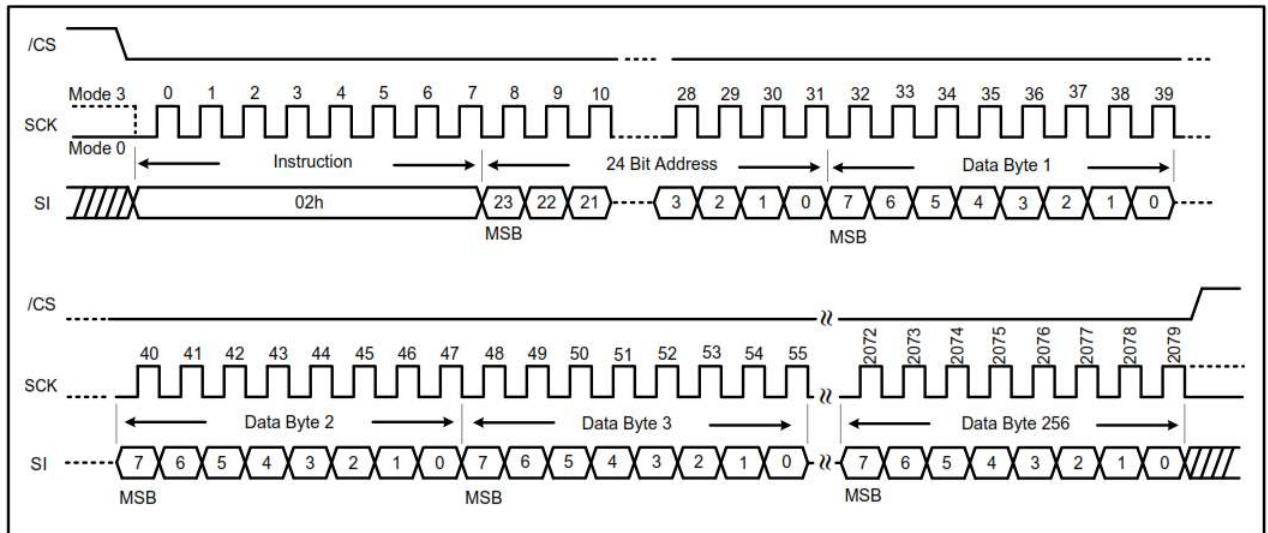 /CS
Mode 3 0 1 2 3 4 5 6 7 8 9 10 28 29 30 31 32 33 34 35 36 37 38 39
SCK
Mode 0
Instruction 24 Bit Address Data Byte 1
SI 02h 23 22 21 3 2 1 0 7 6 5 4 3 2 1 0
MSB MSB
/CS
40 41 42 43 44 45 46 47 48 49 50 51 52 53 54 55 2072 2073 2074 2075 2076 2077 2078 2079
SCK
Data Byte 2 Data Byte 3 Data Byte 256
SI 7 6 5 4 3 2 1 0 7 6 5 4 3 2 1 0 7 6 5 4 3 2 1 0
MSB MSB MSB